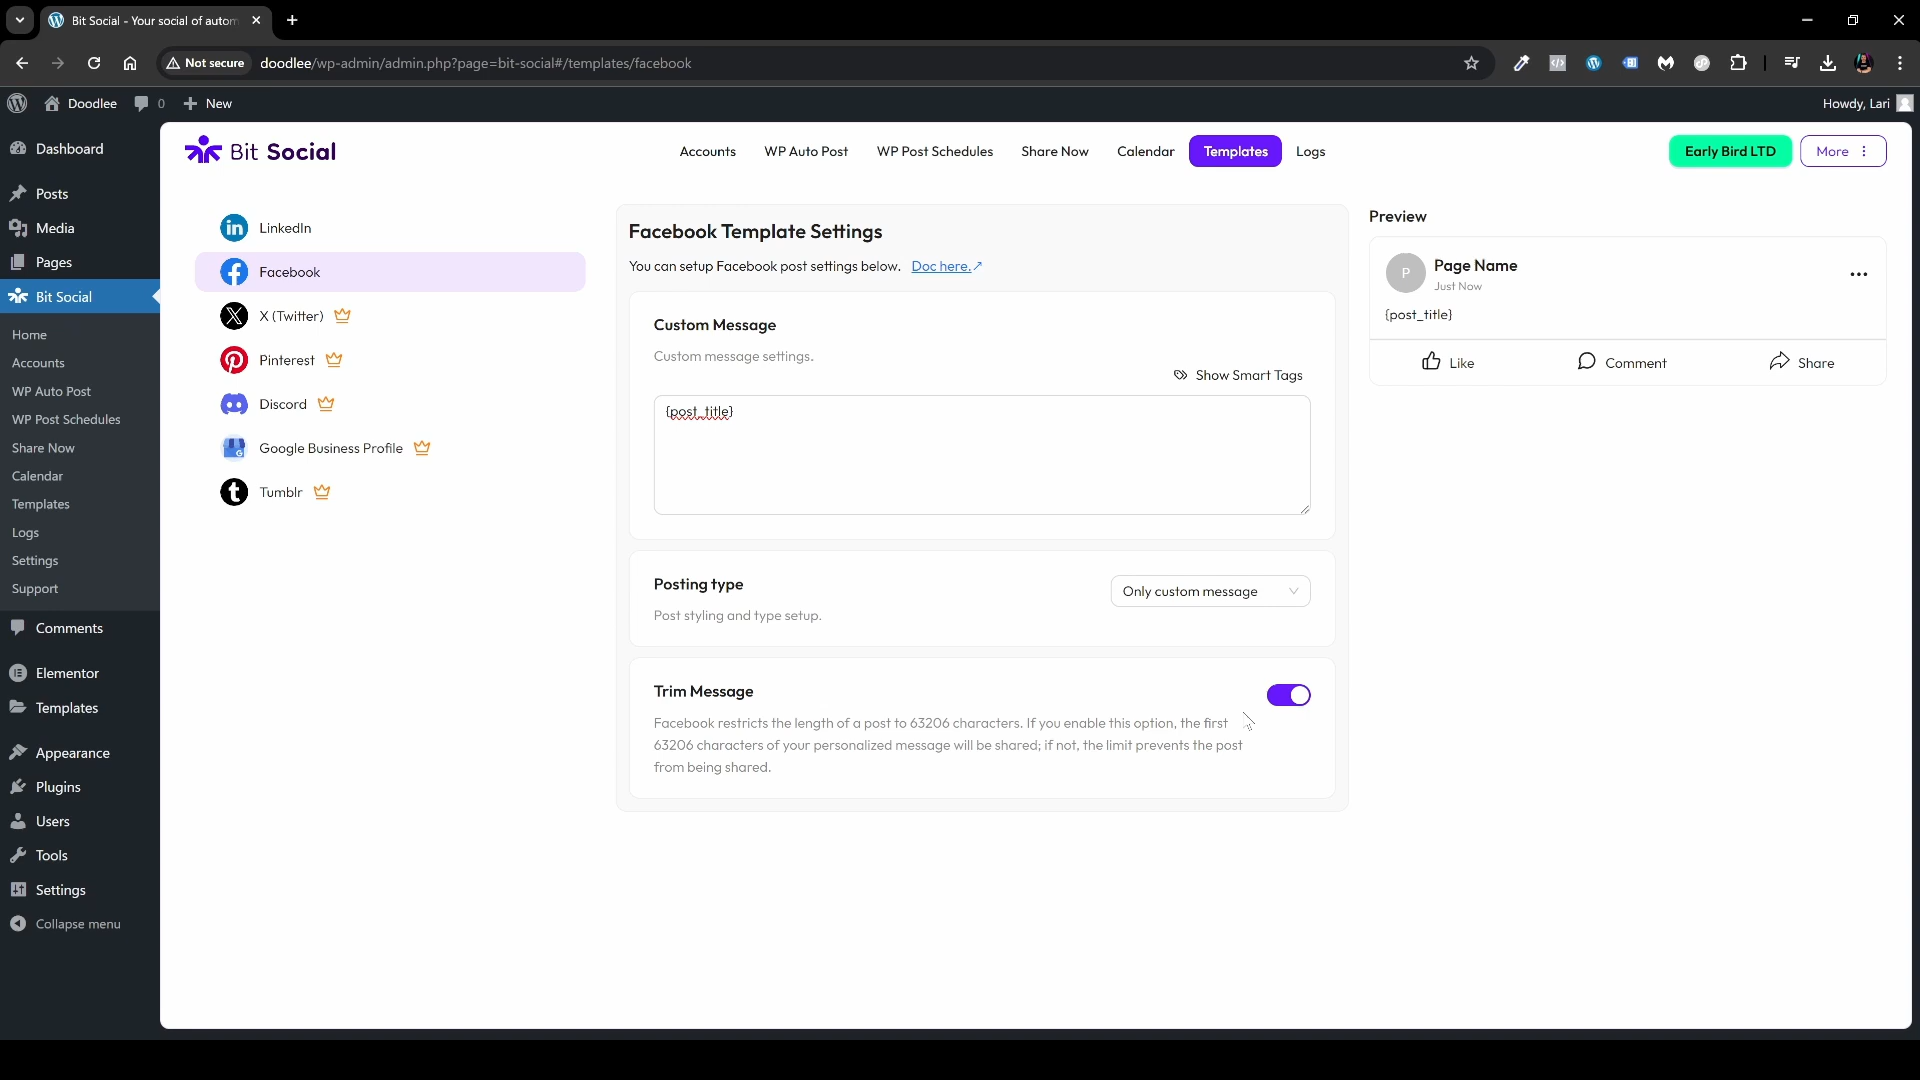 Bit Social - Your social of autom
Not secure
doodlee/wp-admin/admin.php?page=bit-social#/templates/facebook
Doodlee
0
New
Howdy, Lari
Dashboard
Posts
Media
Pages
Bit Social
Home
Accounts
WP Auto Post
WP Post Schedules
Share Now
Calendar
Templates
Logs
Settings
Support
Comments
Elementor
Templates
Appearance
Plugins
Users
Tools
Settings
Collapse menu
Bit Social
Accounts
WP Auto Post
WP Post Schedules
Share Now
Calendar
Templates
Logs
Early Bird LTD
More
LinkedIn
Facebook
X (Twitter)
Pinterest
Discord
Google Business Profile
Tumblr
Facebook Template Settings
You can setup Facebook post settings below. Doc here.↗
Custom Message
Custom message settings.
Show Smart Tags
{post_title}
Posting type
Only custom message
Post styling and type setup.
Trim Message
Facebook restricts the length of a post to 63206 characters. If you enable this option, the first
63206 characters of your personalized message will be shared; if not, the limit prevents the post
from being shared.
Preview
P
Page Name
Just Now
{post_title}
Like
Comment
Share